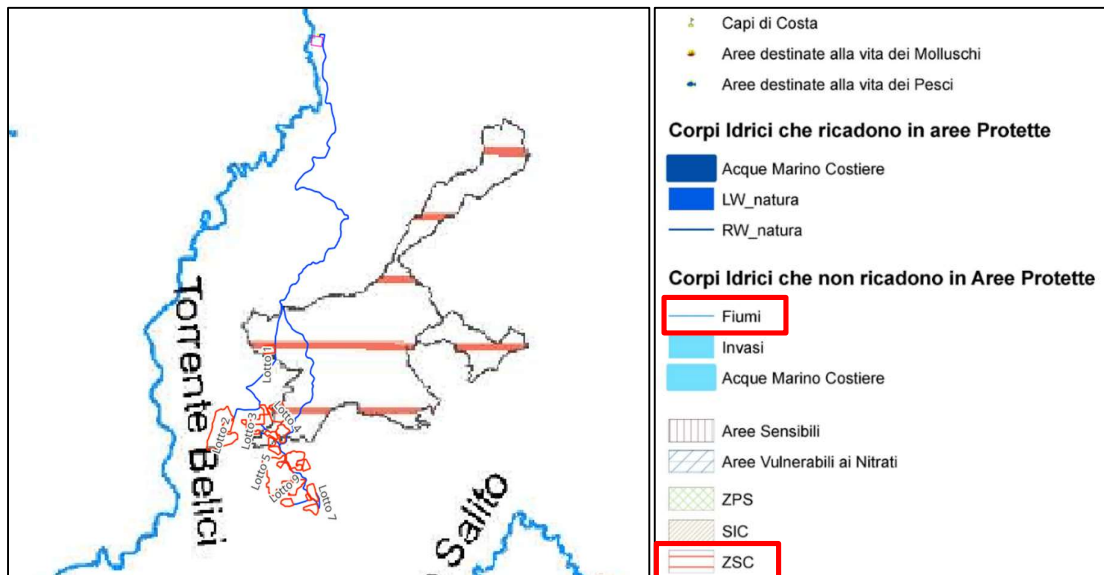 Torrente Belici
Salito
Lotto 1
Lotto 2
Lotto 3
Lotto 4
Lotto 5
Lotto 9
Lotto 7
Capi di Costa
Aree destinate alla vita dei Molluschi
Aree destinate alla vita dei Pesci
Corpi Idrici che ricadono in aree Protette
Acque Marino Costiere
LW_natura
RW_natura
Corpi Idrici che non ricadono in Aree Protette
Fiumi
Invasi
Acque Marino Costiere
Aree Sensibili
Aree Vulnerabili ai Nitrati
ZPS
SIC
ZSC